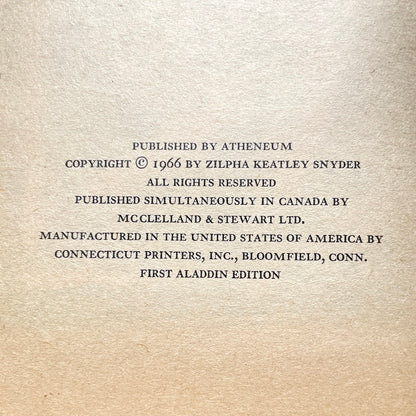 PUBLISHED BY ATHENEUM
COPYRIGHT © 1966 BY ZILPHA KEATLEY SNYDER
ALL RIGHTS RESERVED
PUBLISHED SIMULTANEOUSLY IN CANADA BY
MCCLELLAND & STEWART LTD.
MANUFACTURED IN THE UNITED STATES OF AMERICA BY
CONNECTICUT PRINTERS, INC., BLOOMFIELD, CONN.
FIRST ALADDIN EDITION